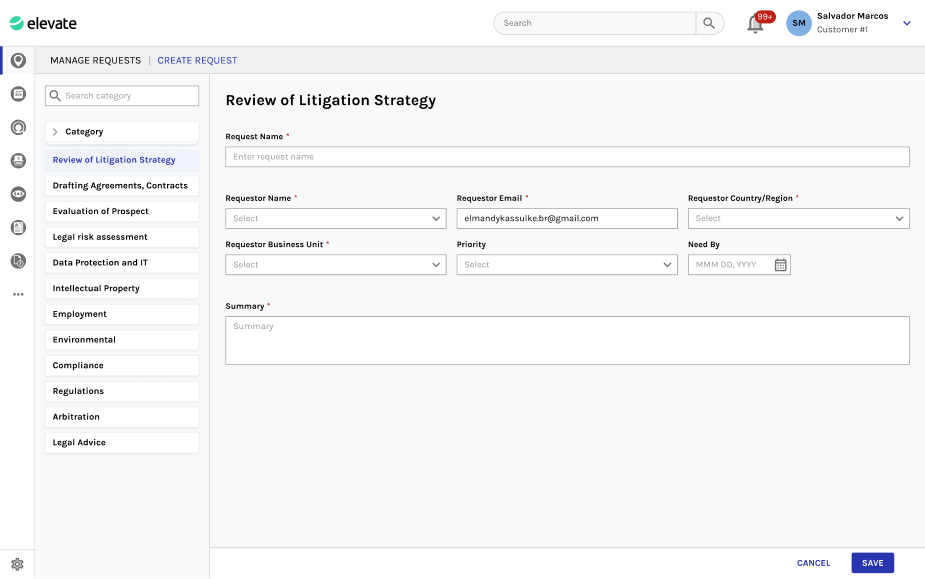 elevate
Search
99+
SM
Salvador Marcos
Customer #1
MANAGE REQUESTS | CREATE REQUEST
Search category
Category
Review of Litigation Strategy
Drafting Agreements, Contracts
Evaluation of Prospect
Legal risk assessment
Data Protection and IT
Intellectual Property
Employment
Environmental
Compliance
Regulations
Arbitration
Legal Advice
Review of Litigation Strategy
Request Name *
Enter request name
Requestor Name * Requestor Email * Requestor Country/Region *
Select elmandykassulke.br@gmail.com Select
Requestor Business Unit * Priority Need By
Select Select MMM DD, YYYY
Summary *
Summary
CANCEL SAVE